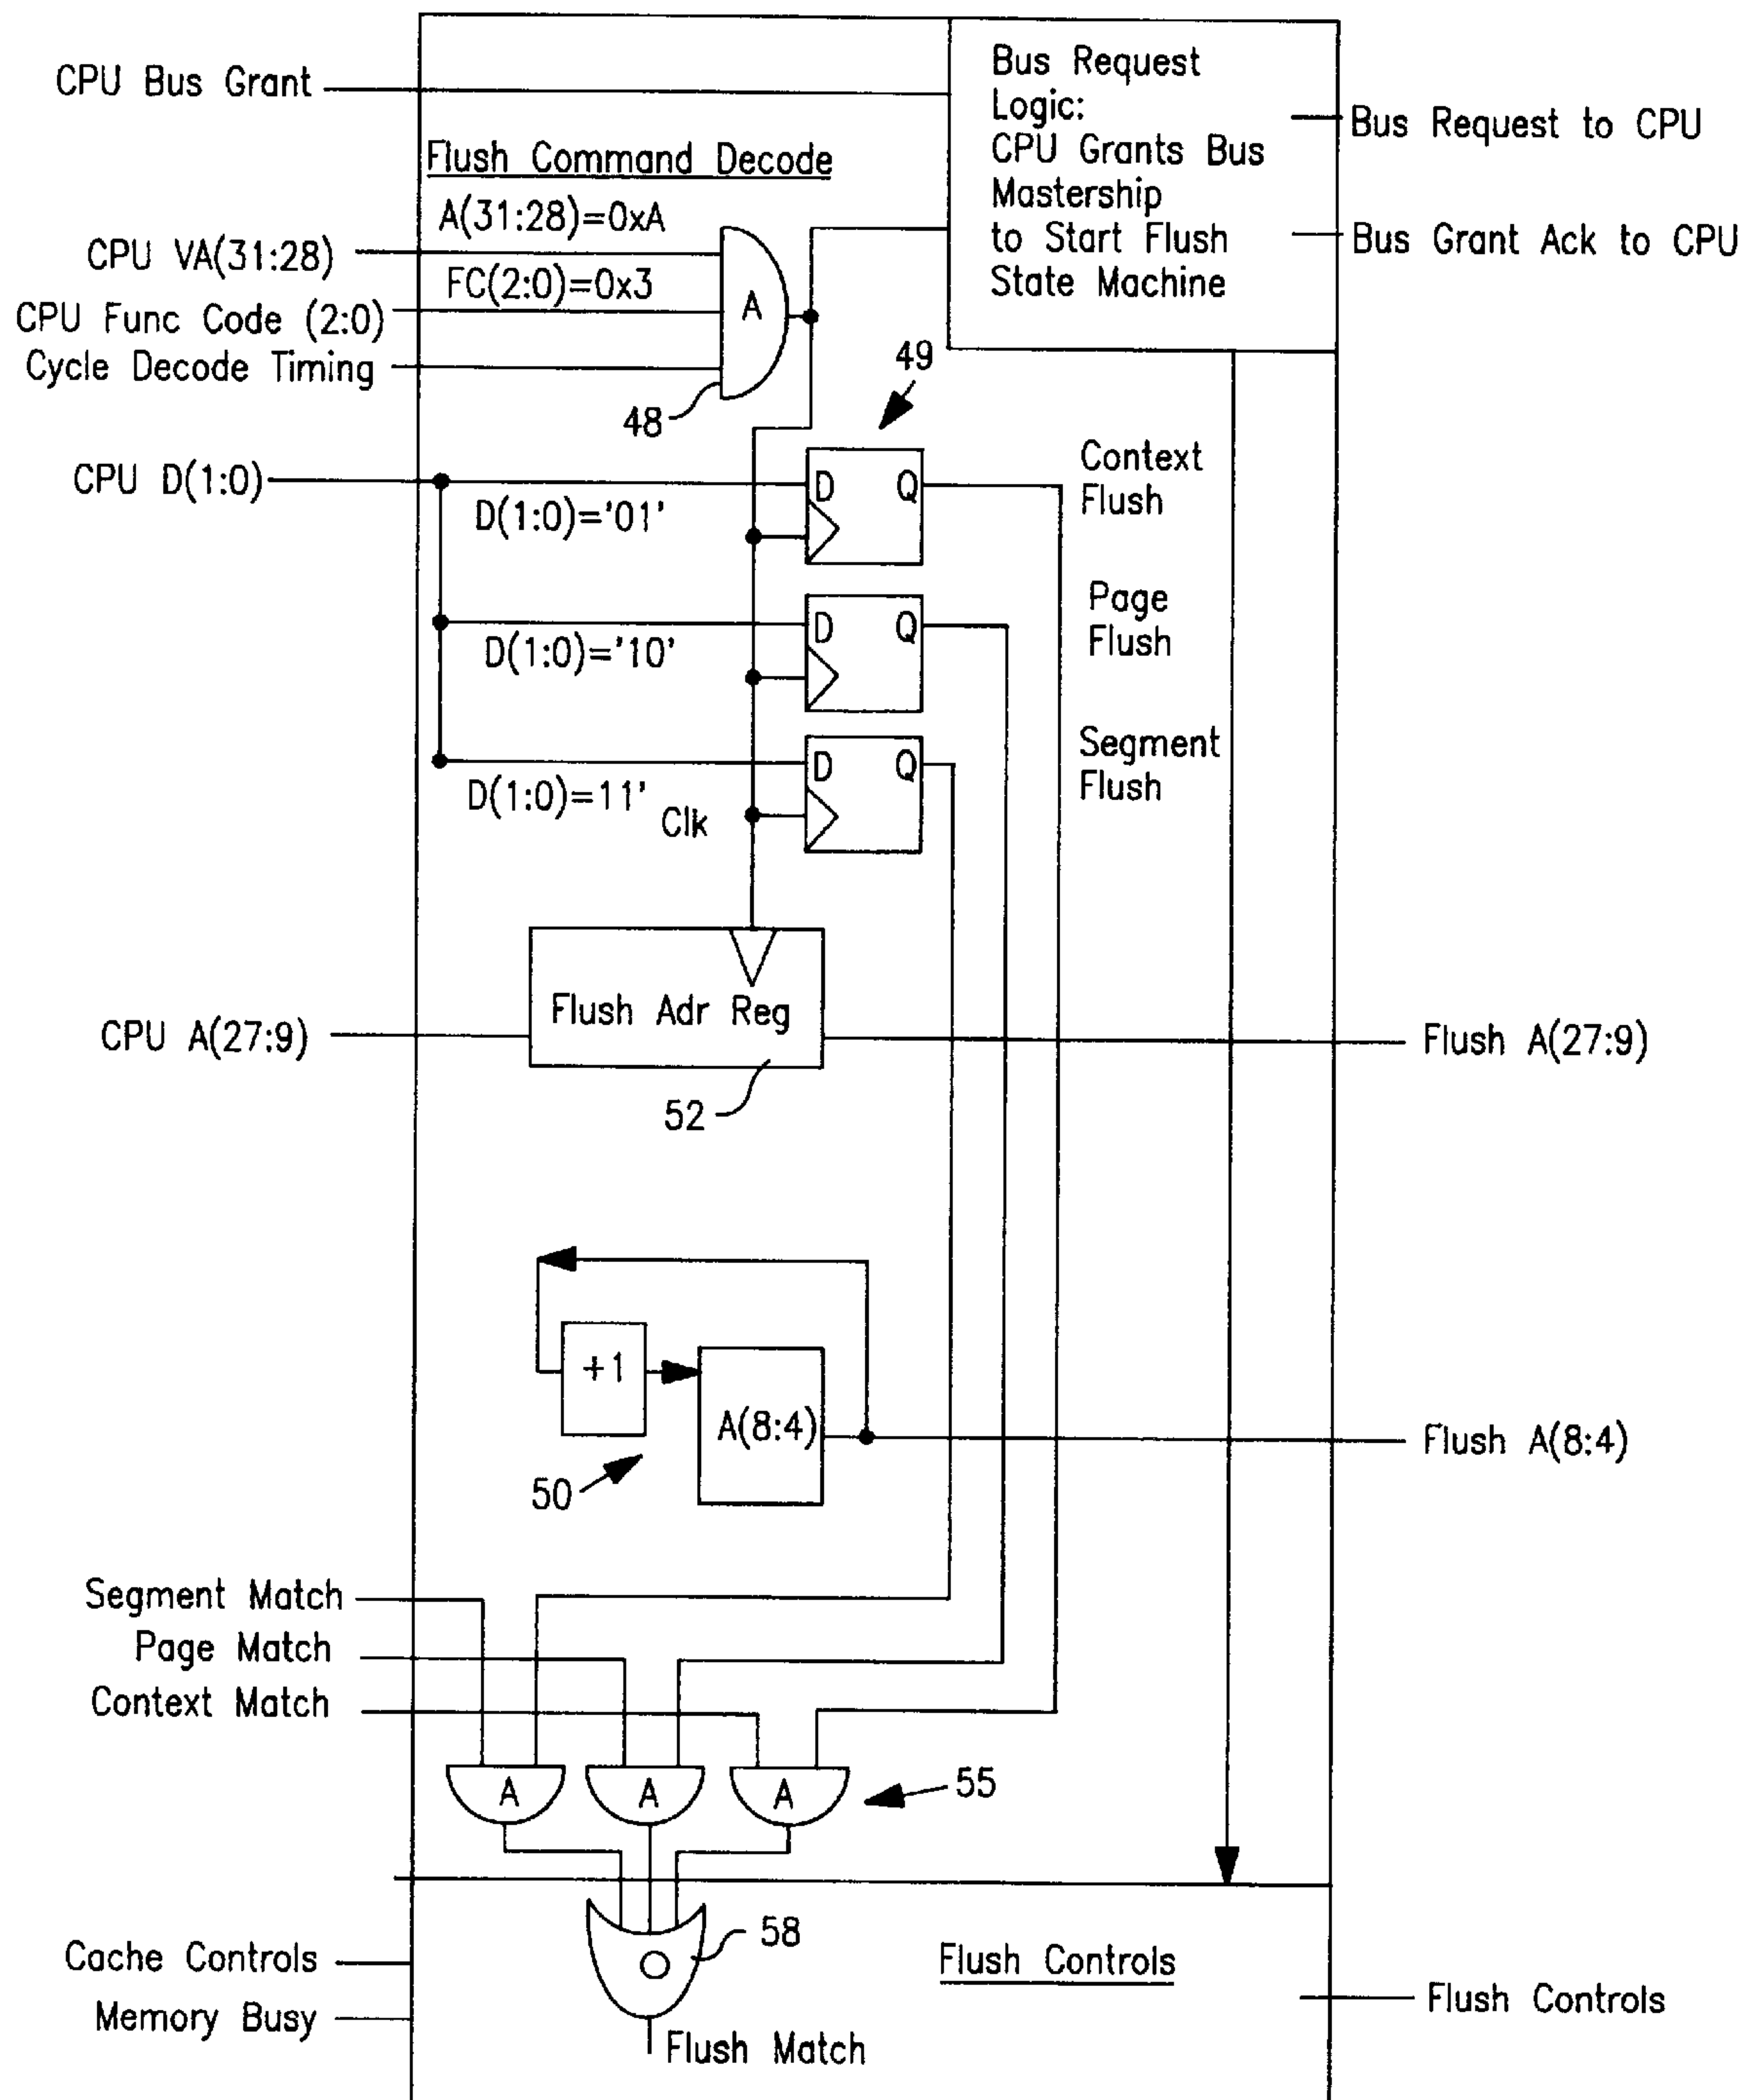 CPU Bus Grant
Bus Request
Logic:
CPU Grants Bus
Mastership
to Start Flush
State Machine
Bus Request to CPU
Bus Grant Ack to CPU
Flush Command Decode
A(31:28)=0xA
CPU VA(31:28)
FC(2:0)=0x3
CPU Func Code (2:0)
Cycle Decode Timing
A
48
49
CPU D(1:0)
D(1:0)='01'
D Q
Context
Flush
D(1:0)='10'
D Q
Page
Flush
D(1:0)=11'
D Q
Segment
Flush
Clk
CPU A(27:9)
Flush Adr Reg
Flush A(27:9)
52
+1
A(8:4)
Flush A(8:4)
50
Segment Match
Page Match
Context Match
A
A
A
55
58
O
Cache Controls
Flush Controls
Flush Controls
Memory Busy
Flush Match